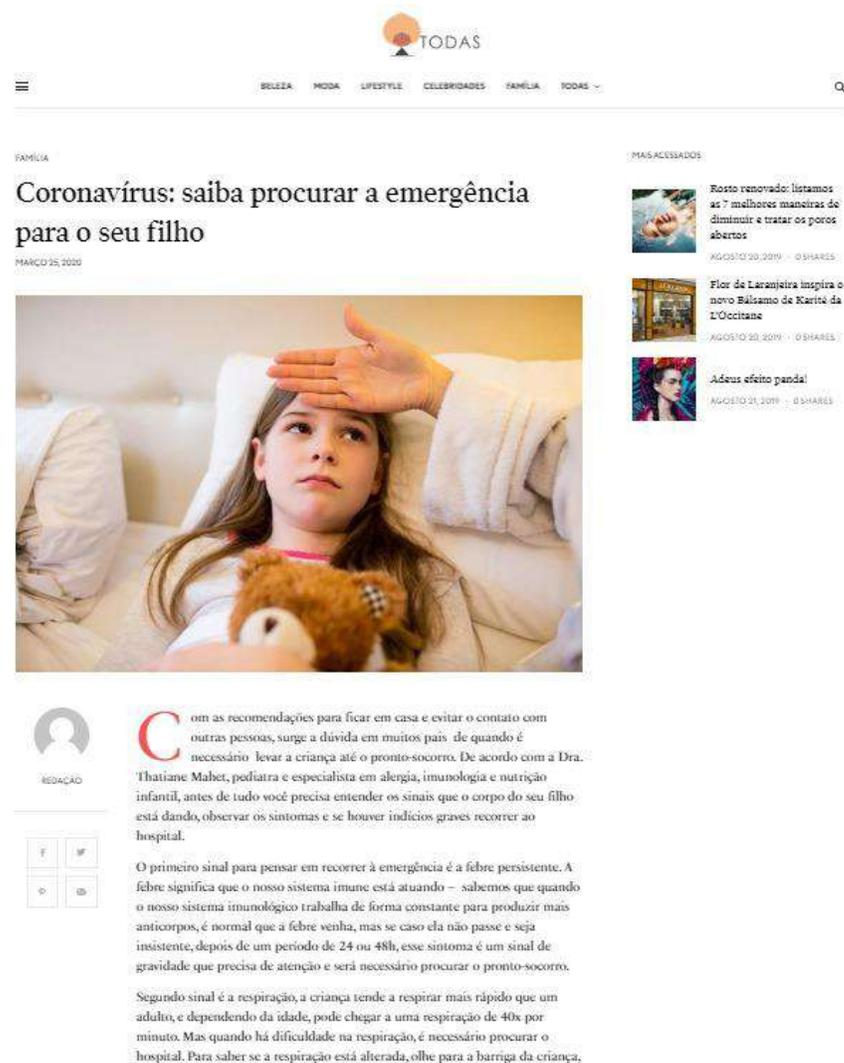 TODAS
BELEZA MODA LIFESTYLE CELEBRIDADES FAMÍLIA TODAS
FAMÍLIA
Coronavírus: saiba procurar a emergência
para o seu filho
MARÇO 25, 2020
REDAÇÃO
Com as recomendações para ficar em casa e evitar o contato com
outras pessoas, surge a dúvida em muitos pais de quando é
necessário levar a criança até o pronto-socorro. De acordo com a Dra.
Thatiane Mahet, pediatra e especialista em alergia, imunologia e nutrição
infantil, antes de tudo você precisa entender os sinais que o corpo do seu filho
está dando, observar os sintomas e se houver indícios graves recorrer ao
hospital.
O primeiro sinal para pensar em recorrer à emergência é a febre persistente. A
febre significa que o nosso sistema imune está atuando – sabemos que quando
o nosso sistema imunológico trabalha de forma constante para produzir mais
anticorpos, é normal que a febre venha, mas se caso ela não passe e seja
insistente, depois de um período de 24 ou 48h, esse sintoma é um sinal de
gravidade que precisa de atenção e será necessário procurar o pronto-socorro.
Segundo sinal é a respiração, a criança tende a respirar mais rápido que um
adulto, e dependendo da idade, pode chegar a uma respiração de 40x por
minuto. Mas quando há dificuldade na respiração, é necessário procurar o
hospital. Para saber se a respiração está alterada, olhe para a barriga da criança,
MAIS ACESSADOS
Rosto renovado: listamos
as 7 melhores maneiras de
diminuir e tratar os poros
abertos
AGOSTO 20, 2019 - 0 SHARES
Flor de Laranjeira inspira o
novo Bálsamo de Karité da
L'Occitane
AGOSTO 20, 2019 - 0 SHARES
Adeus efeito panda!
AGOSTO 21, 2019 - 0 SHARES